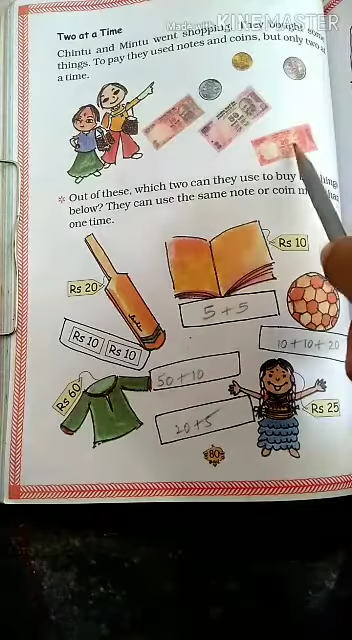 Two at a Time
Made with KINEMASTER
Chintu and Mintu went shopping. They bought some
things. To pay they used notes and coins, but only two at
a time.
* Out of these, which two can they use to buy
below? They can use the same note or coin
one time.
Rs 10
Rs 20
5 + 5
Rs 10 Rs 10
10 + 10 + 20
50 + 10
Rs 60
Rs 25
20 + 5
80